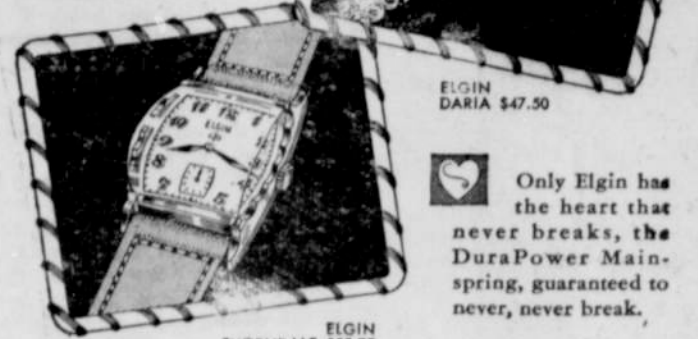 ELGIN
ELGIN
DARIA $47.50
Only Elgin has
the heart that
never breaks, the
DuraPower Main-
spring, guaranteed to
never, never break.
ELGIN